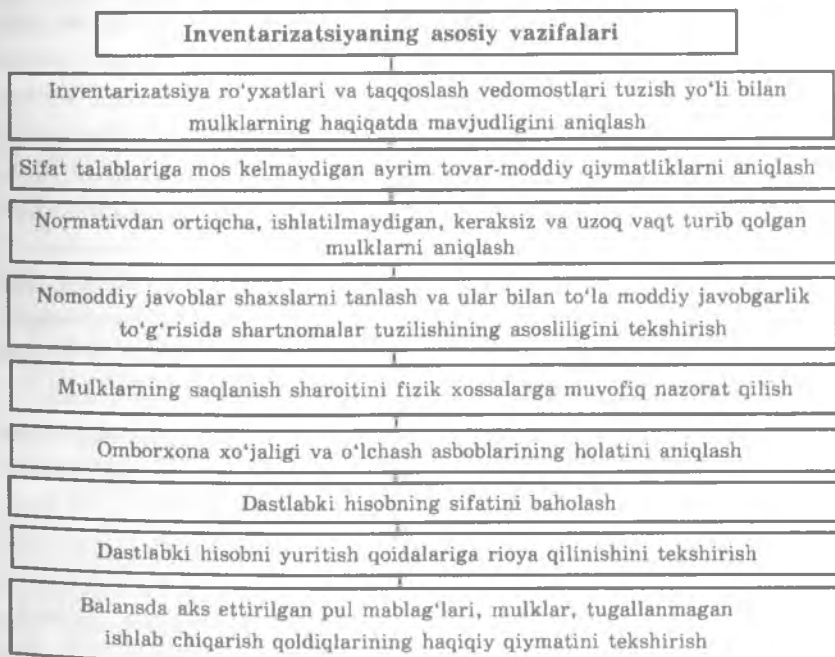 Inventarizatsiyaning asosiy vazifalari
Inventarizatsiya ro‘yxatlari va taqqoslash vedomostlari tuzish yo‘li bilan
mulklarning haqiqatda mavjudligini aniqlash
Sifat talablariga mos kelmaydigan ayrim tovar-moddiy qiymatliklarni aniqlash
Normativdan ortiqcha, ishlatilmaydigan, keraksiz va uzoq vaqt turib qolgan
mulklarni aniqlash
Nomoddiy javoblar shaxslarni tanlash va ular bilan to‘la moddiy javobgarlik
to‘g‘risida shartnomalar tuzilishining asosliligini tekshirish
Mulklarning saqlanish sharoitini fizik xossalarga muvofiq nazorat qilish
Omborxona xo‘jaligi va o‘lchash asboblarining holatini aniqlash
Dastlabki hisobning sifatini baholash
Dastlabki hisobni yuritish qoidalariga rioya qilinishini tekshirish
Balansda aks ettirilgan pul mablag‘lari, mulklar, tugallanmagan
ishlab chiqarish qoldiqlarining haqiqiy qiymatini tekshirish